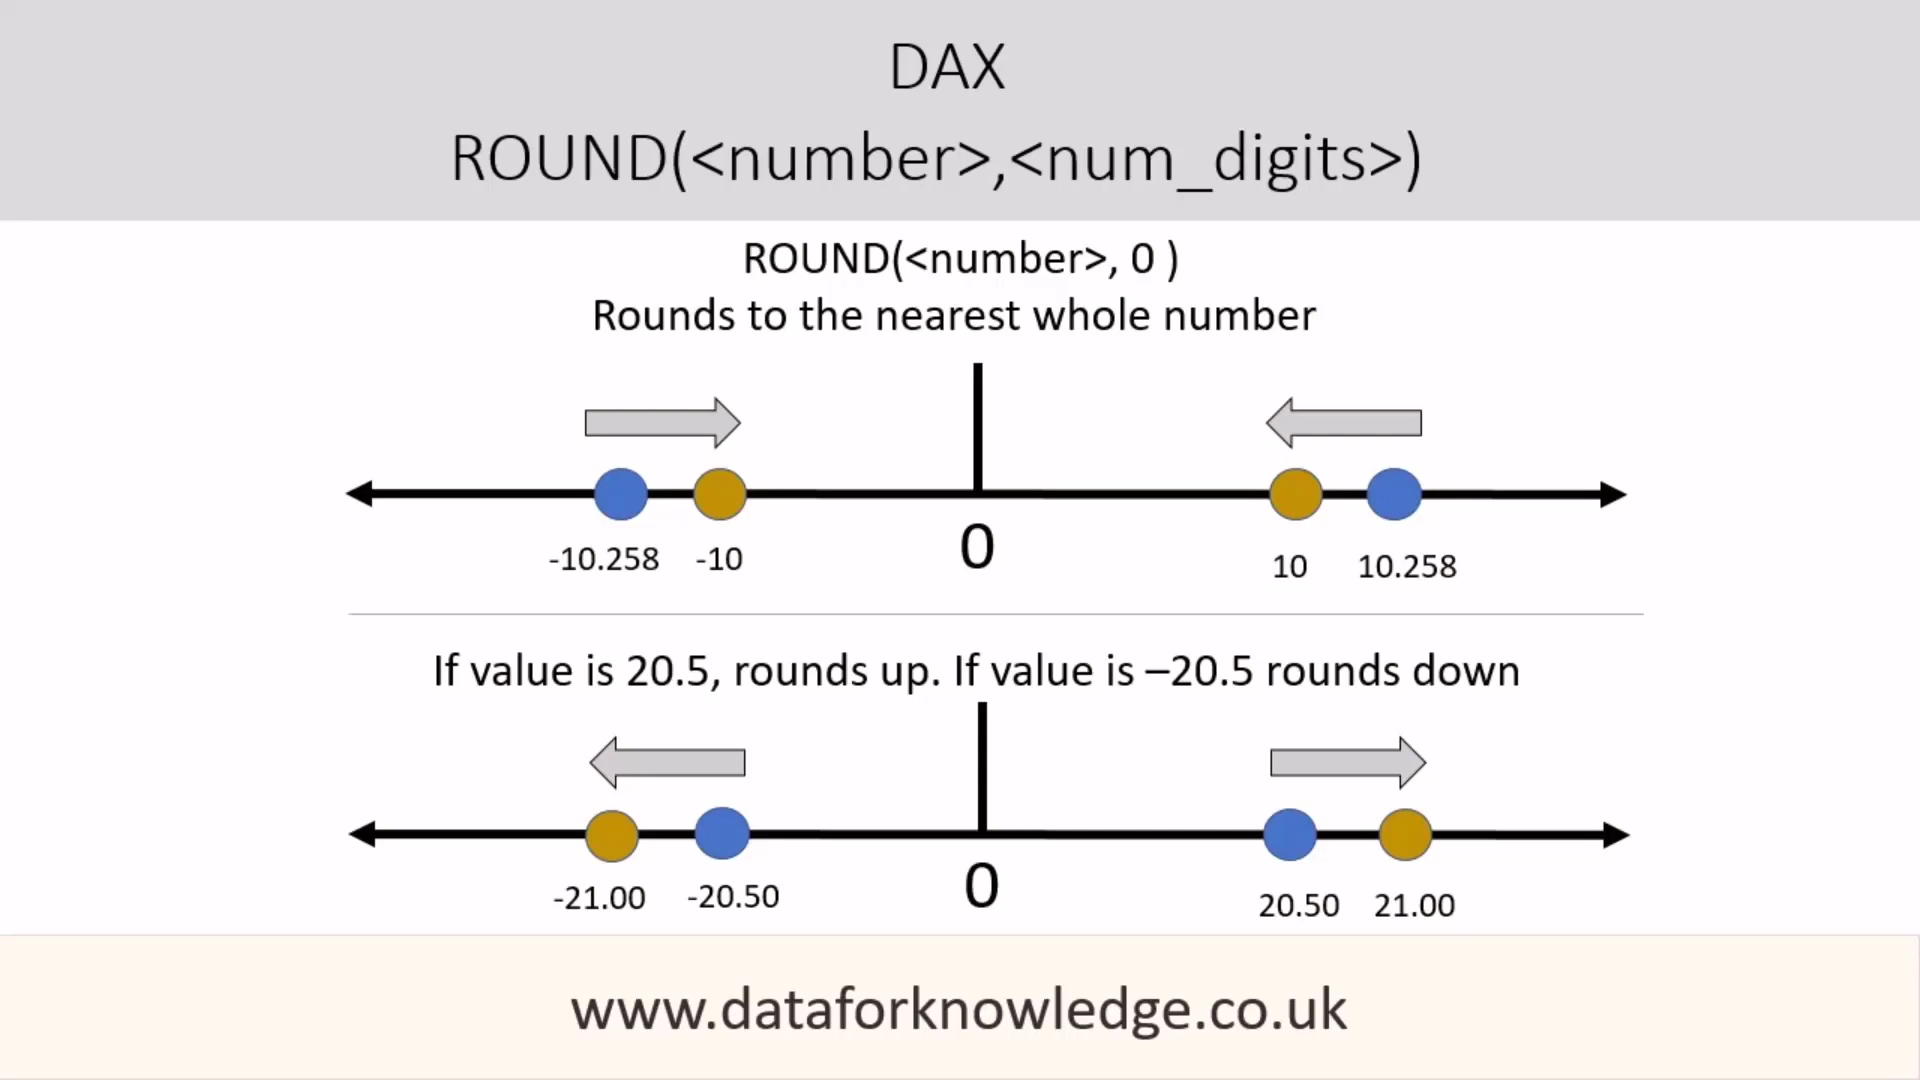 DAX
ROUND(<number>,<num_digits>)
ROUND(<number>, 0 )
Rounds to the nearest whole number
-10.258 -10 0 10 10.258
If value is 20.5, rounds up. If value is –20.5 rounds down
-21.00 -20.50 0 20.50 21.00
www.dataforknowledge.co.uk